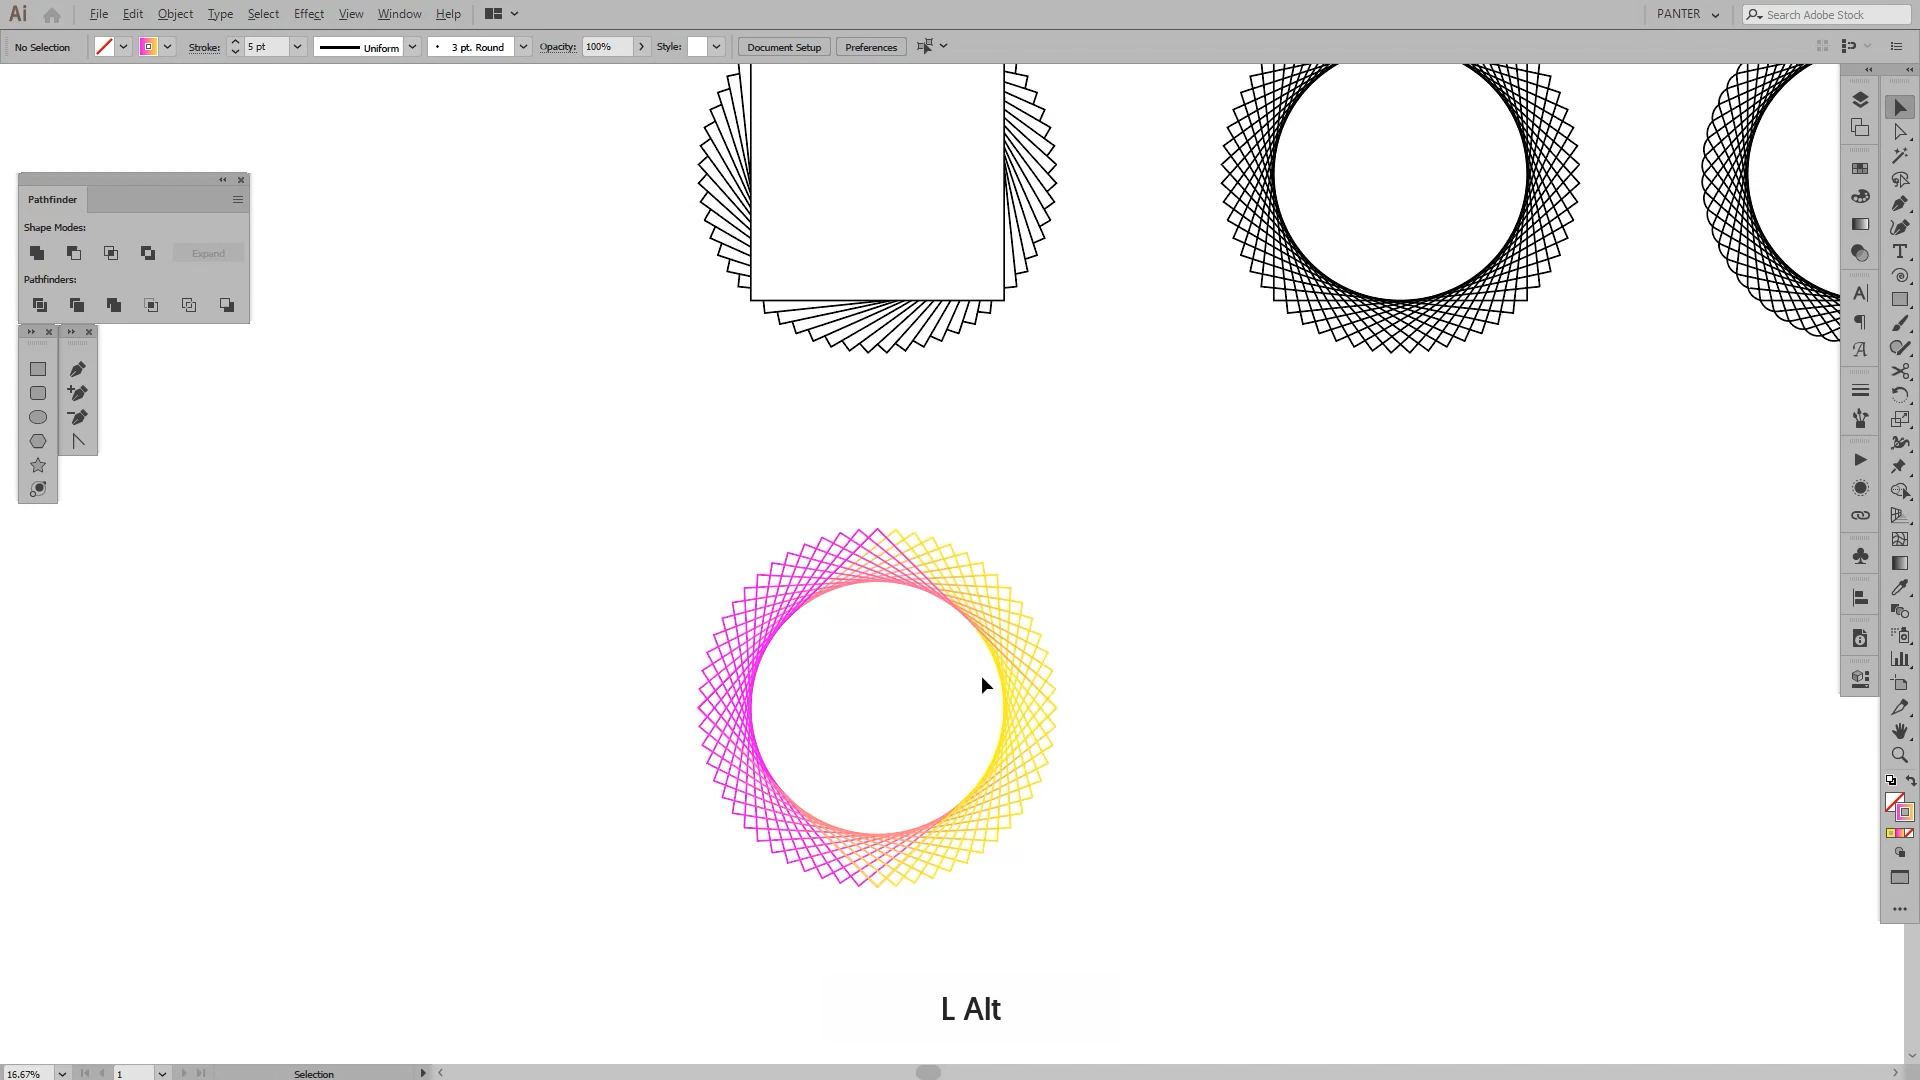 Ai File Edit Object Type Select Effect View Window Help PANTER Search Adobe Stock
No Selection Stroke: 5 pt Uniform 3 pt. Round Opacity: 100% Style: Document Setup Preferences
Pathfinder
Shape Modes:
Expand
Pathfinders:
L Alt
16.67% 1 Selection